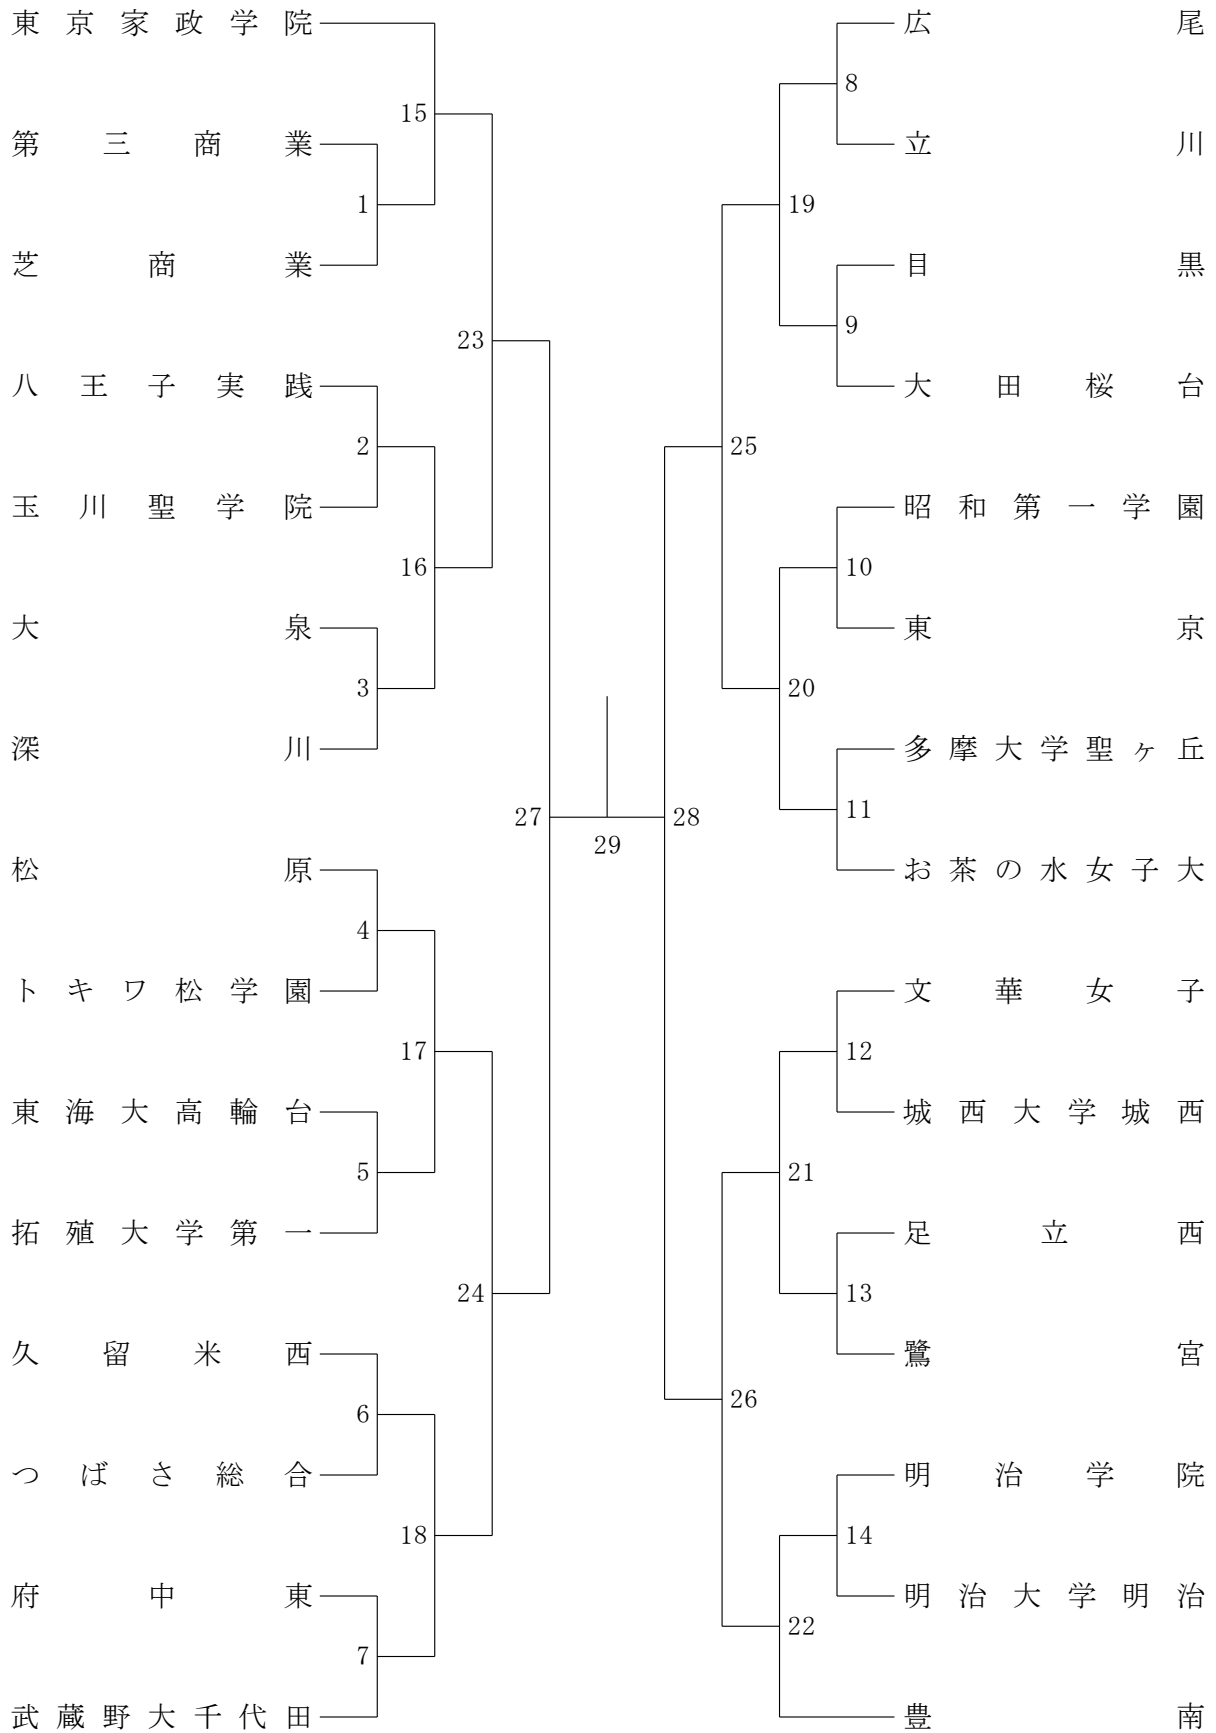 東京家政学院
第三商業
芝商業
八王子実践
玉川聖学院
大泉
深川
松原
トキワ松学園
東海大高輪台
拓殖大学第一
久留米西
つばさ総合
府中東
武蔵野大千代田
1
2
3
4
5
6
7
15
16
17
18
23
24
27
29
28
25
26
19
20
21
22
8
9
10
11
12
13
14
広尾
立川
目黒
大田桜台
昭和第一学園
東京
多摩大学聖ヶ丘
お茶の水女子大
文華女子
城西大学城西
足立西
鷺宮
明治学院
明治大学明治
豊南